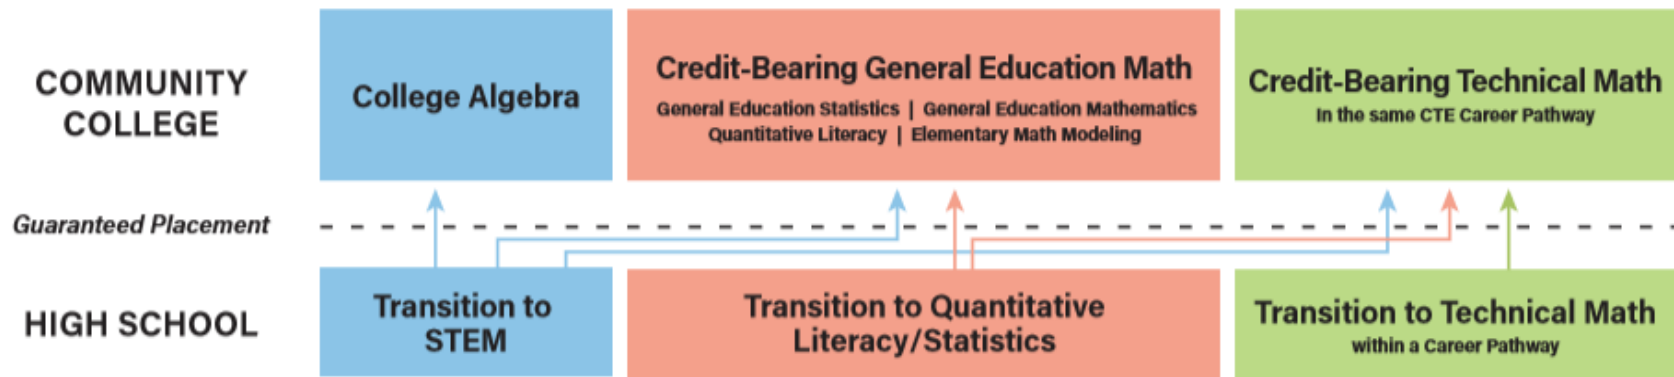 COMMUNITY
COLLEGE
College Algebra
Credit-Bearing General Education Math
General Education Statistics | General Education Mathematics
Quantitative Literacy | Elementary Math Modeling
Credit-Bearing Technical Math
In the same CTE Career Pathway
Guaranteed Placement
HIGH SCHOOL
Transition to
STEM
Transition to Quantitative
Literacy/Statistics
Transition to Technical Math
within a Career Pathway